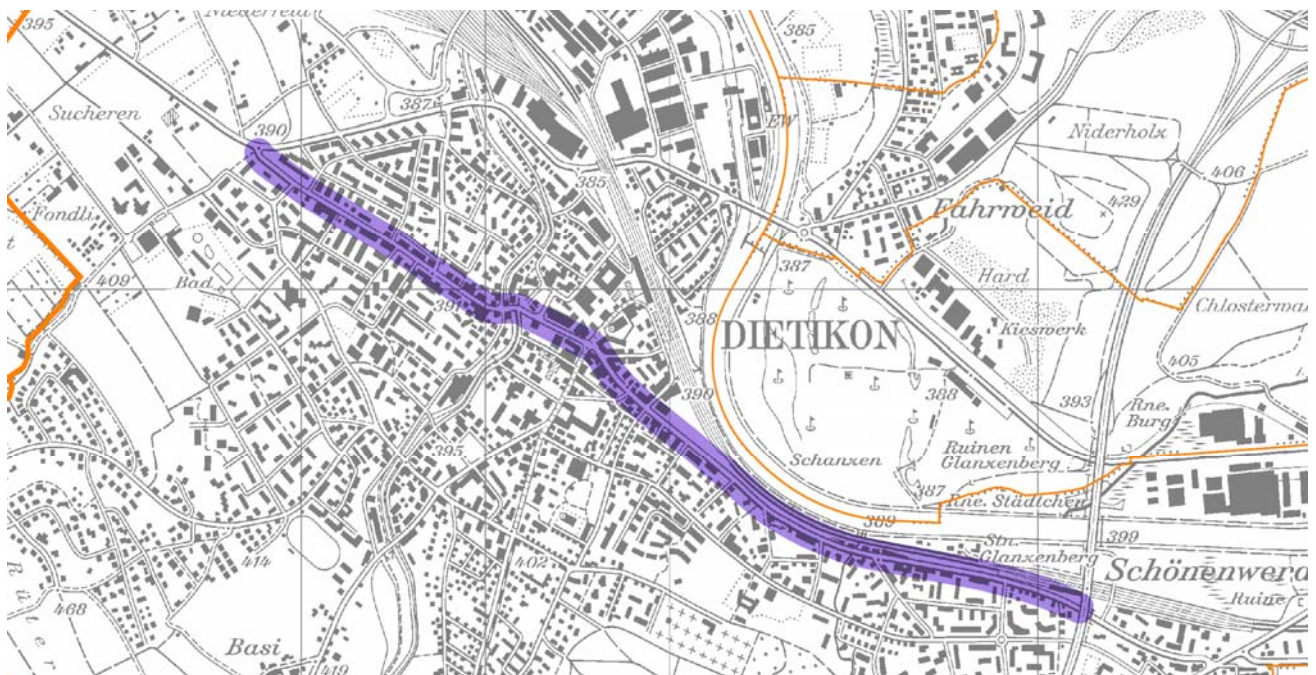 395
Niederfeld
385
387
Sucheren
390
EW
Niderholz
406
385
Fondli
Fahrweid
429
409
Bad
387
Hard
Chlosterma
388
DIETIKON
Kieswerk
405
390
388
393
Rne.
Burg
395
Schanzen
Ruinen
Glanzenberg
387
Rne. Städtchen
389
Stn.
Glanzenberg
399
414
402
Schönenwerd
Rüter
468
Ruine
Basi
419